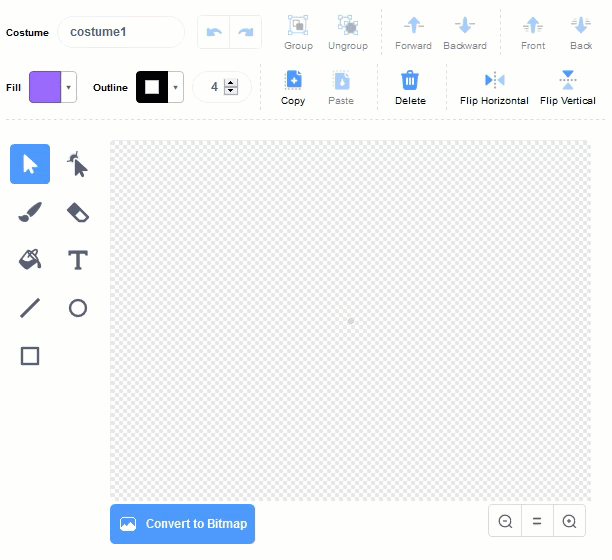 Costume costume1 Group Ungroup Forward Backward Front Back
Fill Outline 4 Copy Paste Delete Flip Horizontal Flip Vertical
T
Convert to Bitmap